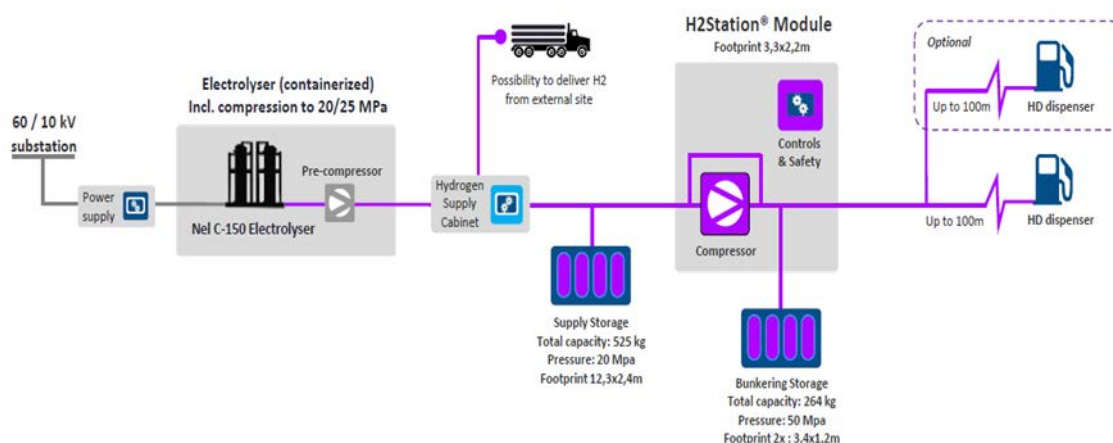 H2Station® Module
Footprint 3,3x2,2m
Optional
Electrolyser (containerized)
Incl. compression to 20/25 MPa
Possibility to deliver H2
from external site
Up to 100m
HD dispenser
60 / 10 kV
substation
Controls
& Safety
Pre-compressor
Power
supply
Hydrogen
Supply
Cabinet
Nel C-150 Electrolyser
Compressor
Up to 100m
HD dispenser
Supply Storage
Total capacity: 525 kg
Pressure: 20 Mpa
Footprint 12,3x2,4m
Bunkering Storage
Total capacity: 264 kg
Pressure: 50 Mpa
Footprint 2x : 3,4x1,2m